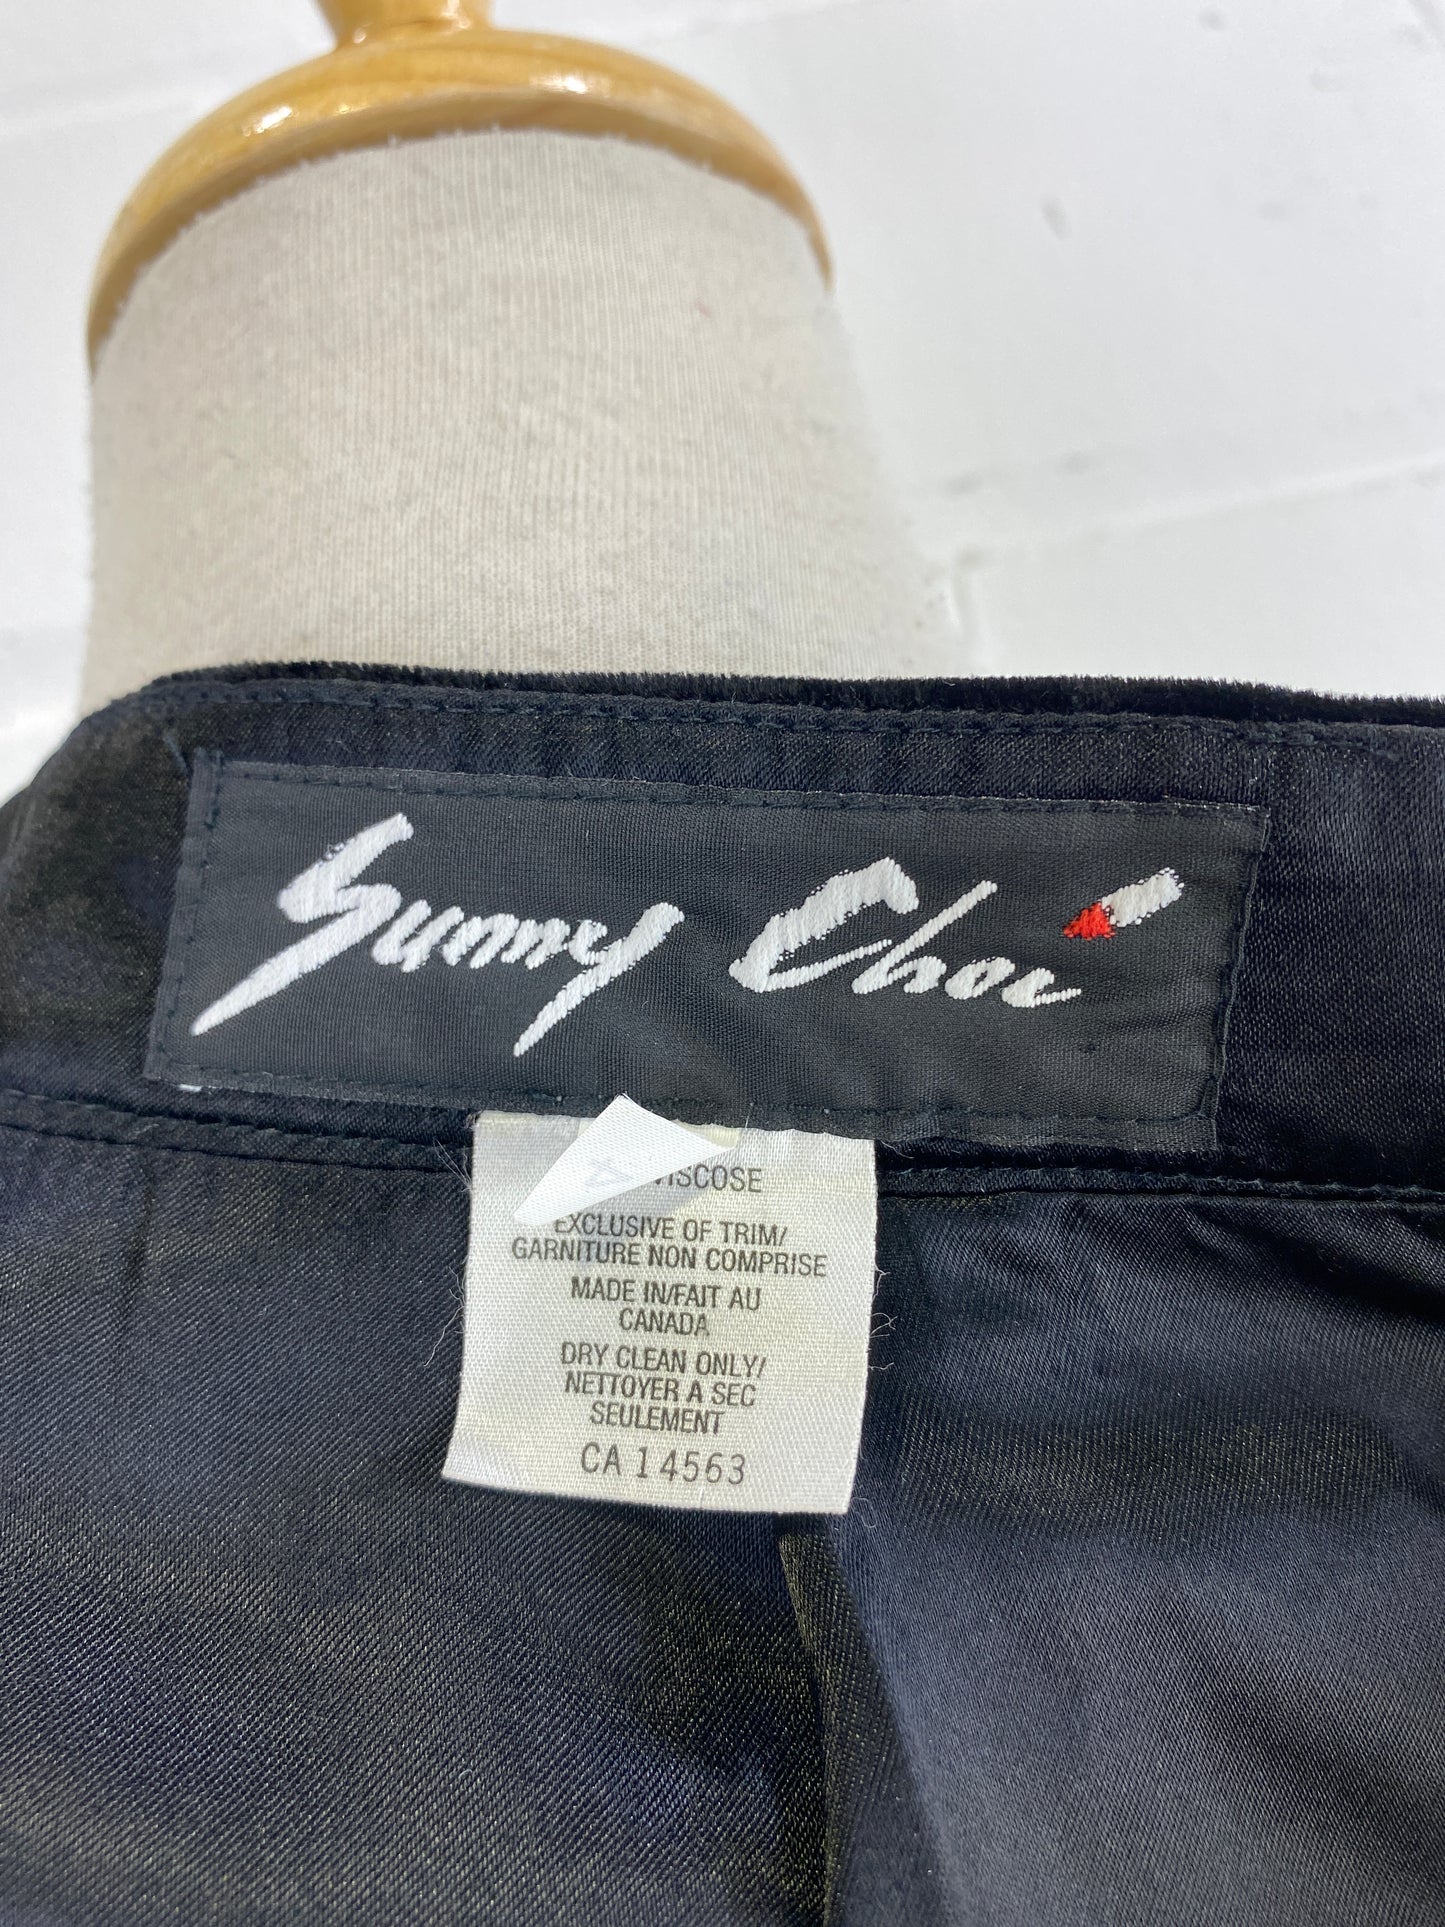 Sunny Choi
VISCOSE
EXCLUSIVE OF TRIM/
GARNITURE NON COMPRISE
MADE IN/FAIT AU
CANADA
DRY CLEAN ONLY/
NETTOYER A SEC
SEULEMENT
CA 14563